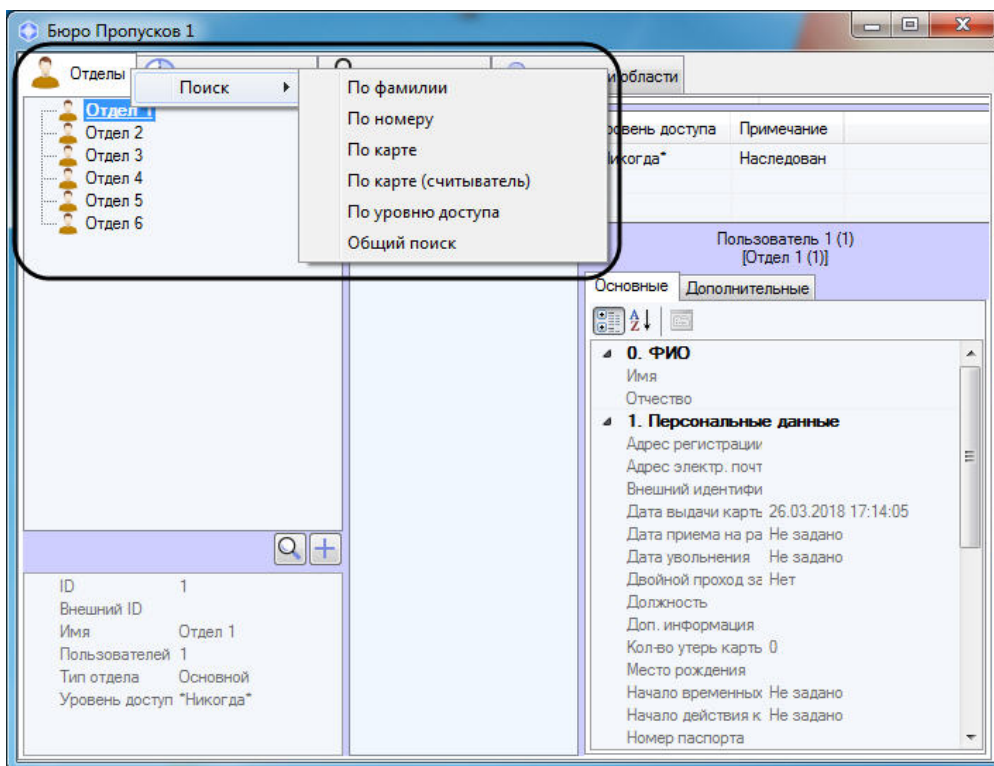 Бюро Пропусков 1
Отделы
и области
Поиск
По фамилии
По номеру
По карте
По карте (считыватель)
По уровню доступа
Общий поиск
Отдел 1
Отдел 2
Отдел 3
Отдел 4
Отдел 5
Отдел 6
доступа Примечание
Наследован
Пользователь 1 (1)
[Отдел 1 (1)]
Основные Дополнительные
0. ФИО
Имя
Отчество
1. Персональные данные
Адрес регистрации
Адрес электр. почт
Внешний идентифи
Дата выдачи карть 26.03.2018 17:14:05
Дата приема на ра Не задано
Дата увольнения Не задано
Двойной проход за Нет
Должность
Доп. информация
Кол-во утерь карть 0
Место рождения
Начало временных Не задано
Начало действия к Не задано
Номер паспорта
ID 1
Внешний ID
Имя Отдел 1
Пользователей 1
Тип отдела Основной
Уровень доступ *Никогда*